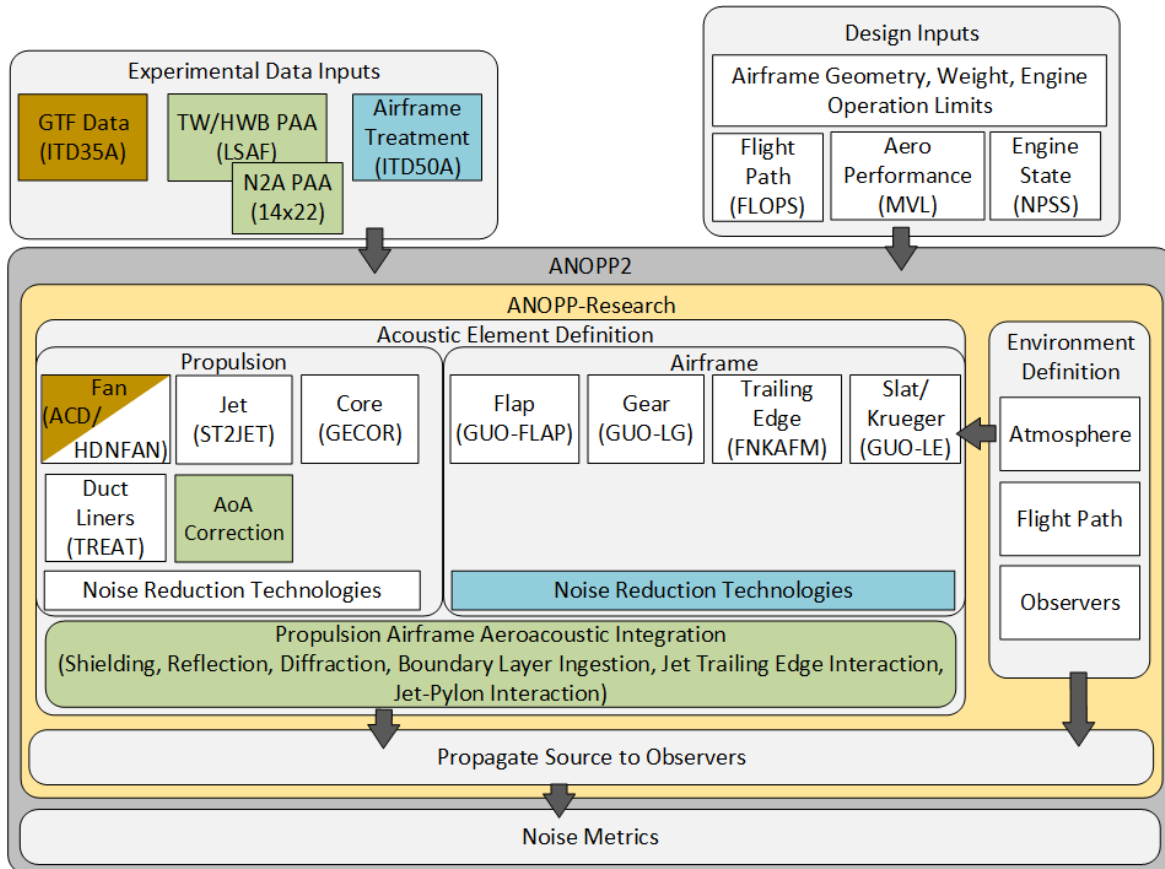 Experimental Data Inputs
GTF Data
(ITD35A)
TW/HWB PAA
(LSAF)
N2A PAA
(14x22)
Airframe
Treatment
(ITD50A)
Design Inputs
Airframe Geometry, Weight, Engine
Operation Limits
Flight
Path
(FLOPS)
Aero
Performance
(MVL)
Engine
State
(NPSS)
ANOPP2
ANOPP-Research
Acoustic Element Definition
Propulsion
Fan
(ACD/
HDNFAN)
Jet
(ST2JET)
Core
(GECOR)
Duct
Liners
(TREAT)
AoA
Correction
Noise Reduction Technologies
Airframe
Flap
(GUO-FLAP)
Gear
(GUO-LG)
Trailing
Edge
(FNKAFM)
Slat/
Krueger
(GUO-LE)
Noise Reduction Technologies
Propulsion Airframe Aeroacoustic Integration
(Shielding, Reflection, Diffraction, Boundary Layer Ingestion, Jet Trailing Edge Interaction,
Jet-Pylon Interaction)
Environment
Definition
Atmosphere
Flight Path
Observers
Propagate Source to Observers
Noise Metrics